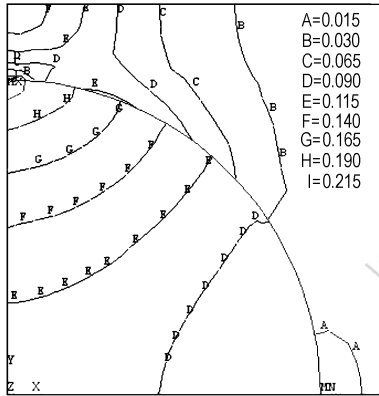 F E D C
B
A=0.015
B=0.030
C=0.065
D=0.090
E=0.115
F=0.140
G=0.165
H=0.190
I=0.215
E
D
B
E D C
B
H G
H G
G F
G E
F B
F
F
F D
E D
E D
E
E
E
E
E D
D
A
D A
Y D
Z X MN